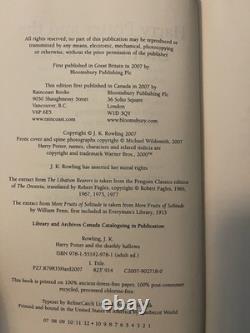 All rights reserved, no part of this publication may be reproduced or
transmitted by any means, electronic, mechanical, photocopying
or otherwise, without the prior permission of the publisher
First published in Great Britain in 2007 by
Bloomsbury Publishing Plc
This edition first published in Canada in 2007 by
Raincoast Books
Bloomsbury Publishing Plc
9050 Shaughnessy Street
36 Soho Square
Vancouver, B.C.
London
V6P 6E5
W1D 3QY
www.raincoast.com
www.bloomsbury.com
Copyright © J. K. Rowling 2007
Front cover and spine photographs copyright © Michael Wildsmith, 2007
Harry Potter, names, characters and related indicia are
copyright and trademark Warner Bros., 2000™
J. K. Rowling has asserted her moral rights
The extract from The Libation Bearers is taken from the Penguin Classics edition
of The Oresteia, translated by Robert Fagles, copyright © Robert Fagles, 1966,
1967, 1975, 1977
The extract from More Fruits of Solitude is taken from More Fruits of Solitude
by William Penn, first included in Everyman's Library, 1915
Library and Archives Canada Cataloguing in Publication
Rowling, J. K.
Harry Potter and the deathly hallows
ISBN 978-1-55192-978-1 (adult ed.)
I. Title.
This book is printed on 100% ancient-forest-free paper, 100% post-consumer
recycled, processed chlorine-free.
Printed and bound in the United States of America by